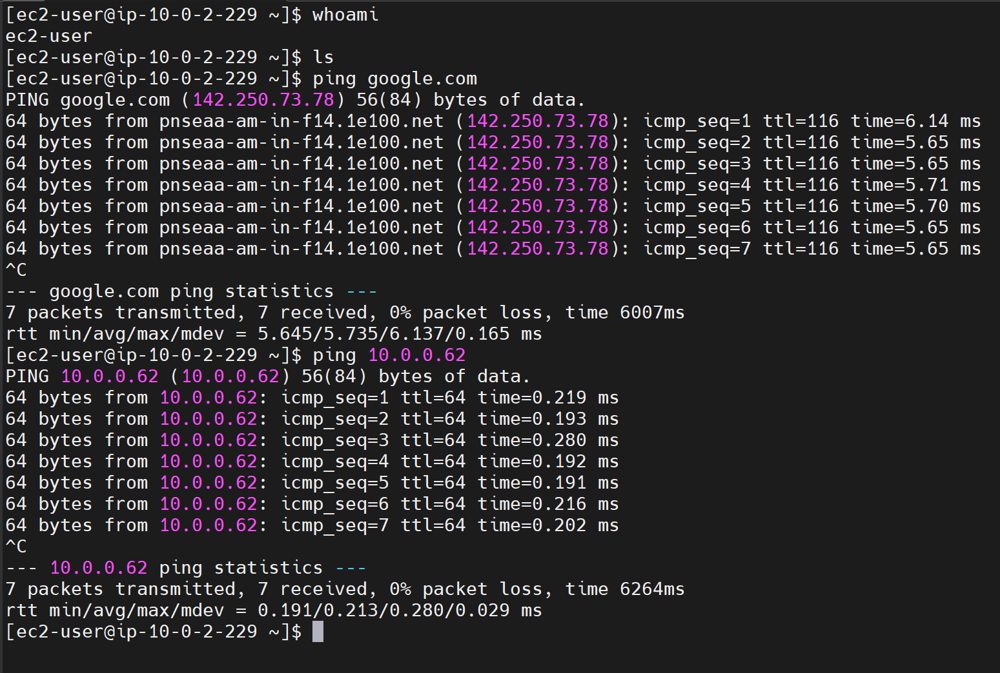 [ec2-user@ip-10-0-2-229 ~]$ whoami
ec2-user
[ec2-user@ip-10-0-2-229 ~]$ ls
[ec2-user@ip-10-0-2-229 ~]$ ping google.com
PING google.com (142.250.73.78) 56(84) bytes of data.
64 bytes from pnseaa-am-in-f14.1e100.net (142.250.73.78): icmp_seq=1 ttl=116 time=6.14 ms
64 bytes from pnseaa-am-in-f14.1e100.net (142.250.73.78): icmp_seq=2 ttl=116 time=5.65 ms
64 bytes from pnseaa-am-in-f14.1e100.net (142.250.73.78): icmp_seq=3 ttl=116 time=5.65 ms
64 bytes from pnseaa-am-in-f14.1e100.net (142.250.73.78): icmp_seq=4 ttl=116 time=5.71 ms
64 bytes from pnseaa-am-in-f14.1e100.net (142.250.73.78): icmp_seq=5 ttl=116 time=5.70 ms
64 bytes from pnseaa-am-in-f14.1e100.net (142.250.73.78): icmp_seq=6 ttl=116 time=5.65 ms
64 bytes from pnseaa-am-in-f14.1e100.net (142.250.73.78): icmp_seq=7 ttl=116 time=5.65 ms
^C
--- google.com ping statistics ---
7 packets transmitted, 7 received, 0% packet loss, time 6007ms
rtt min/avg/max/mdev = 5.645/5.735/6.137/0.165 ms
[ec2-user@ip-10-0-2-229 ~]$ ping 10.0.0.62
PING 10.0.0.62 (10.0.0.62) 56(84) bytes of data.
64 bytes from 10.0.0.62: icmp_seq=1 ttl=64 time=0.219 ms
64 bytes from 10.0.0.62: icmp_seq=2 ttl=64 time=0.193 ms
64 bytes from 10.0.0.62: icmp_seq=3 ttl=64 time=0.280 ms
64 bytes from 10.0.0.62: icmp_seq=4 ttl=64 time=0.192 ms
64 bytes from 10.0.0.62: icmp_seq=5 ttl=64 time=0.191 ms
64 bytes from 10.0.0.62: icmp_seq=6 ttl=64 time=0.216 ms
64 bytes from 10.0.0.62: icmp_seq=7 ttl=64 time=0.202 ms
^C
--- 10.0.0.62 ping statistics ---
7 packets transmitted, 7 received, 0% packet loss, time 6264ms
rtt min/avg/max/mdev = 0.191/0.213/0.280/0.029 ms
[ec2-user@ip-10-0-2-229 ~]$